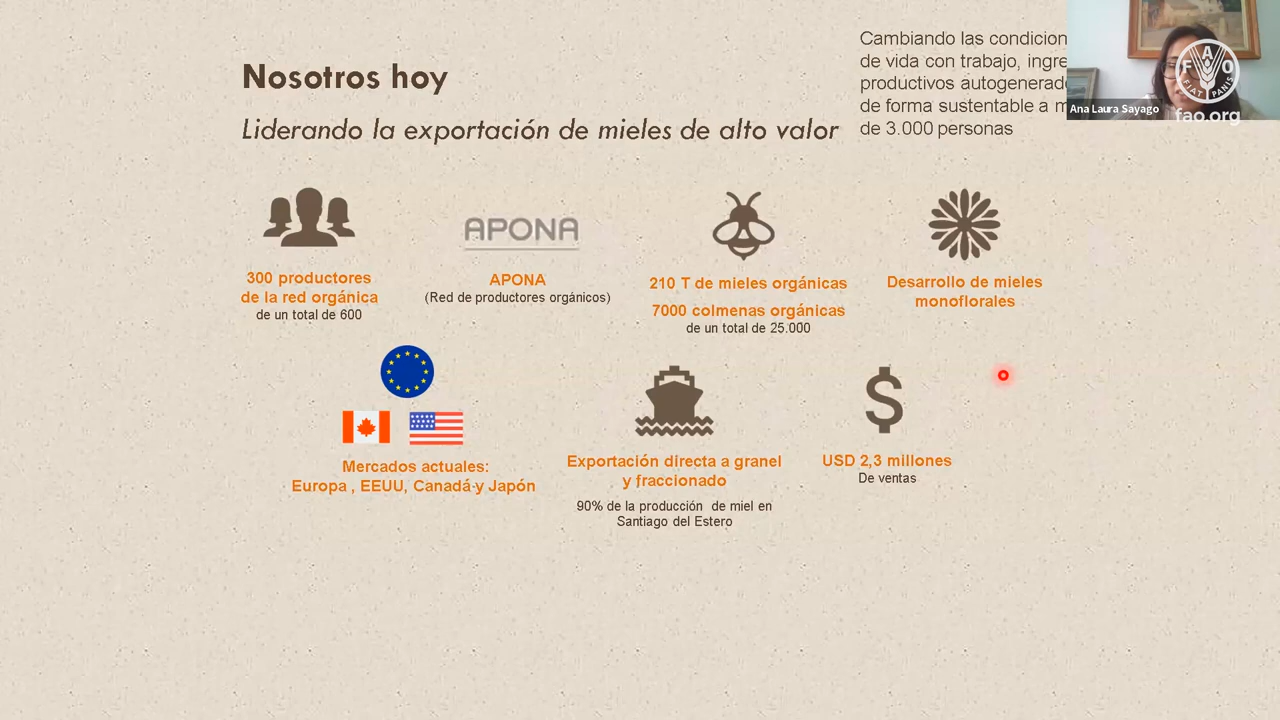 Nosotros hoy
Liderando la exportación de mieles de alto valor
Cambiando las
de vida con trabajo,
productivos
de forma sustentable a
de 3.000 personas
FAO
FIAT PANIS
fao.org
Ana Laura Sayago
300 productores
de la red orgánica
de un total de 600
APONA
APONA
(Red de productores orgánicos)
210 T de mieles orgánicas
7000 colmenas orgánicas
de un total de 25.000
Desarrollo de mieles
monoflorales
Mercados actuales:
Europa , EEUU, Canadá y Japón
Exportación directa a granel
y fraccionado
90% de la producción de miel en
Santiago del Estero
$
USD 2,3 millones
De ventas